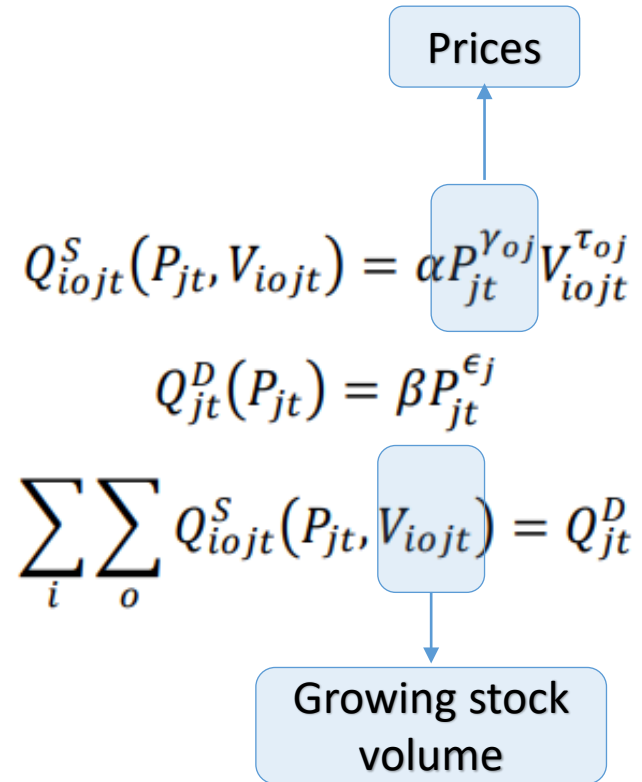 Prices
Q^S_{iojt}(P_{jt}, V_{iojt}) = αP_{jt}^{γ_{oj}} V_{iojt}^{τ_{oj}}
Q^D_{jt}(P_{jt}) = βP_{jt}^{ϵ_j}
∑_i ∑_o Q^S_{iojt}(P_{jt}, V_{iojt}) = Q^D_{jt}
Growing stock
volume